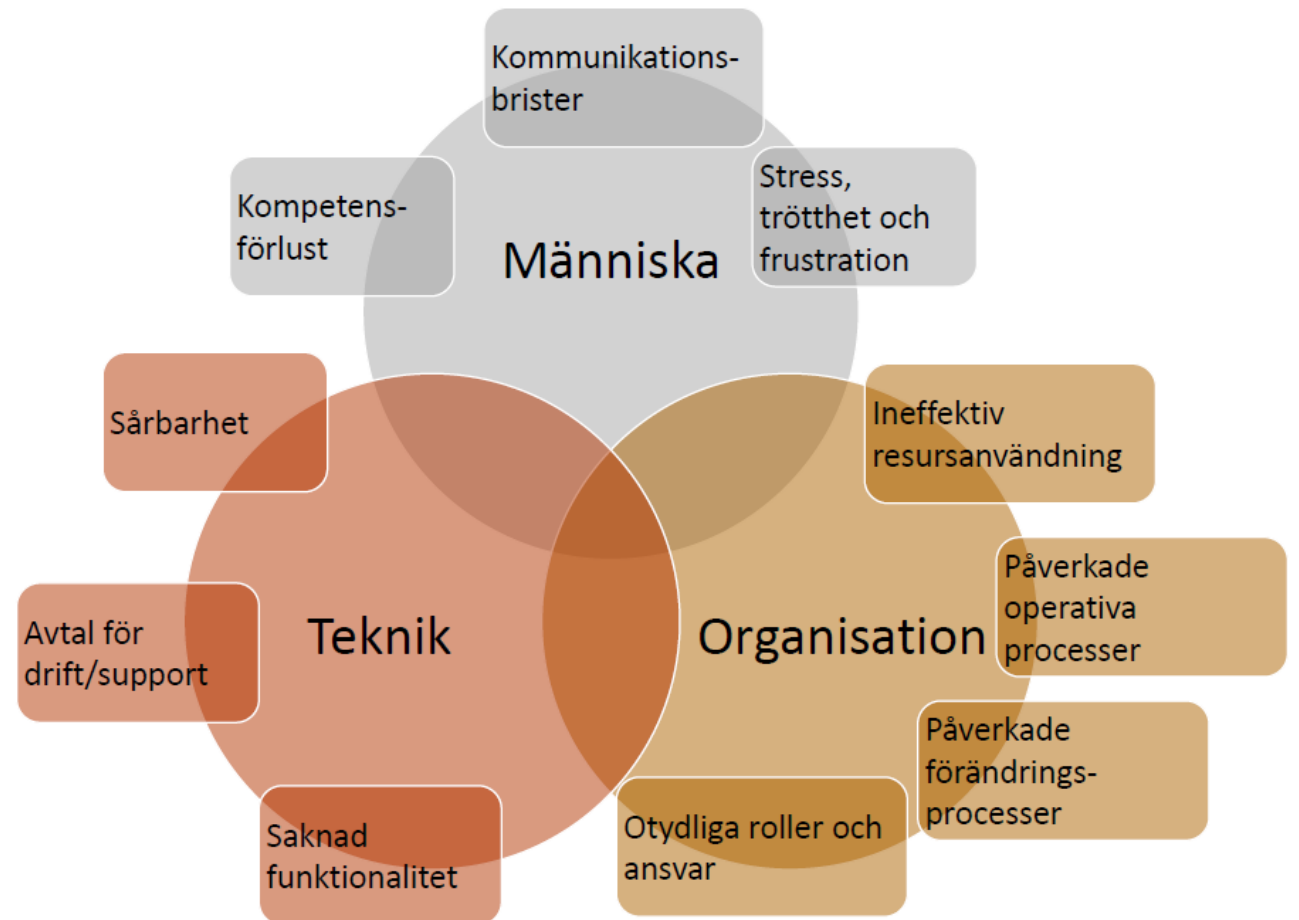 Kommunikations-
brister
Kompetens-
förlust
Stress,
trötthet och
frustration
Människa
Sårbarhet
Avtal för
drift/support
Teknik
Saknad
funktionalitet
Ineffektiv
resursanvändning
Organisation
Påverkade
operativa
processer
Påverkade
förändrings-
processer
Otydliga roller och
ansvar